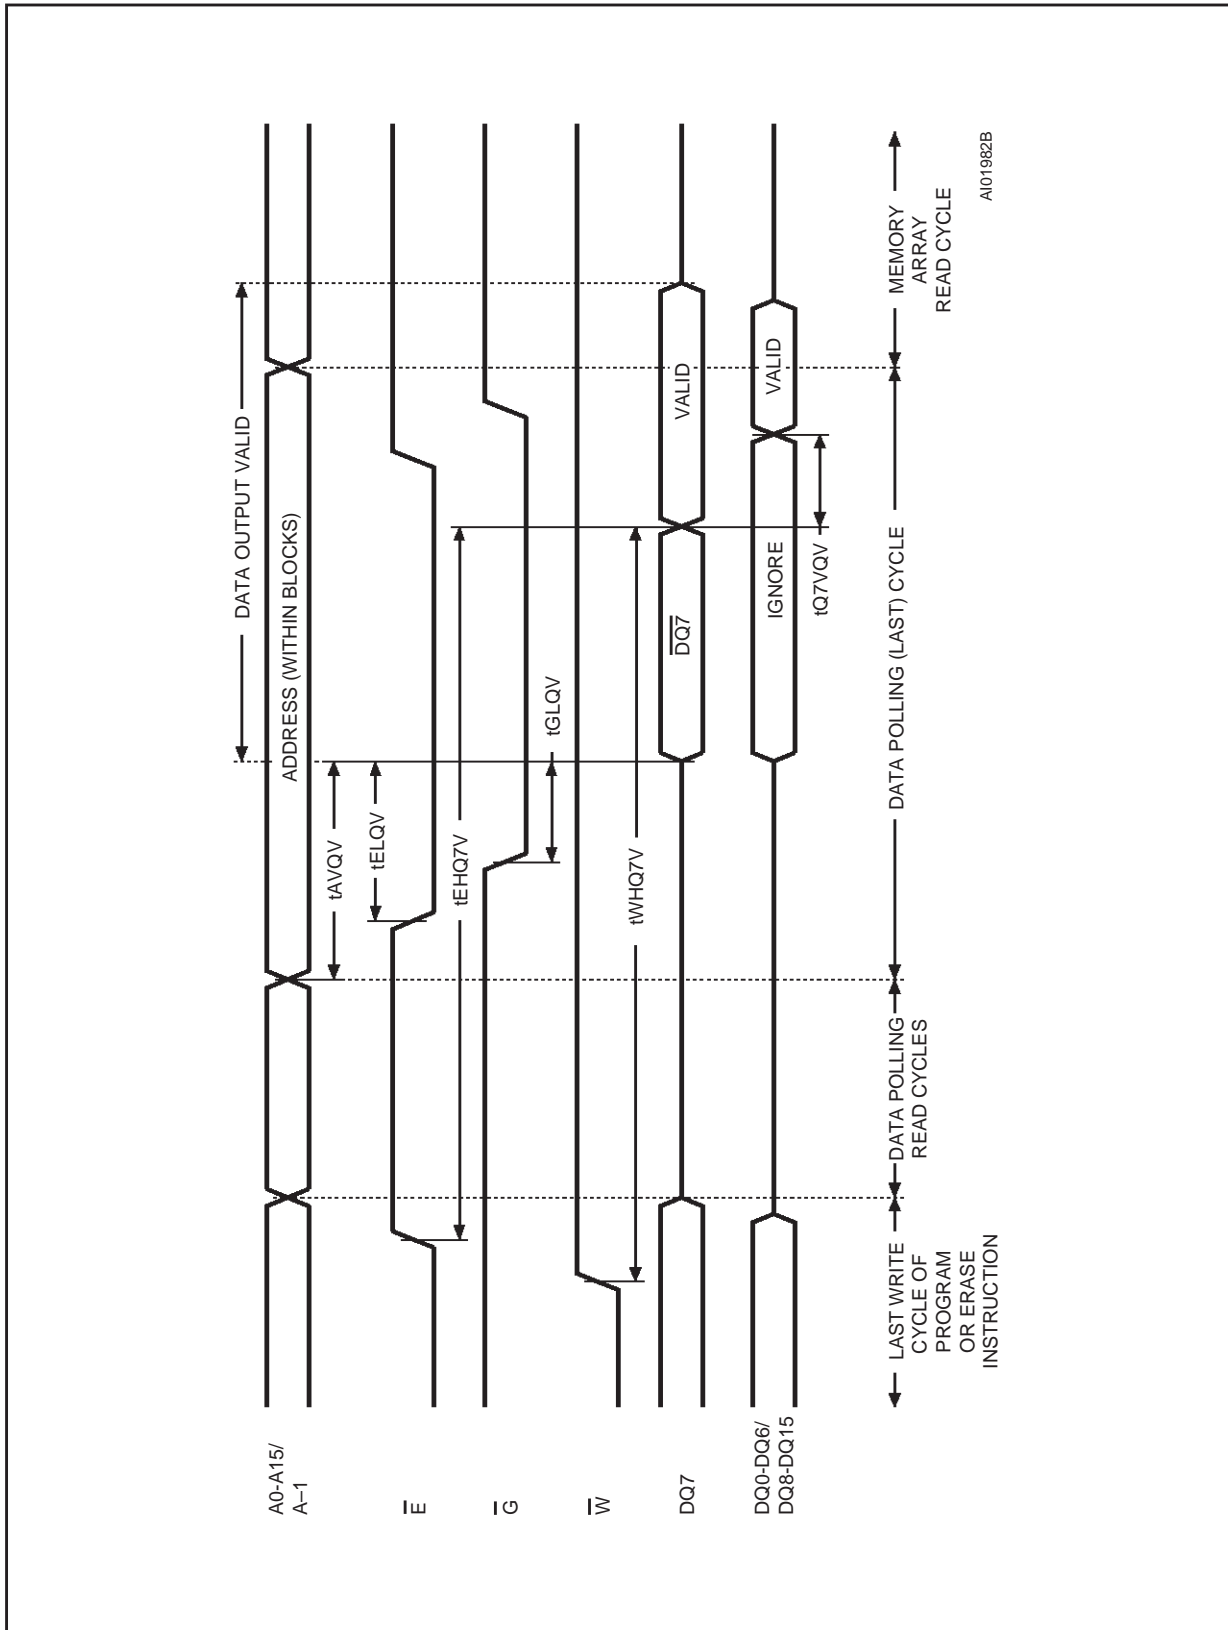 A0-A15/
A–1
ADDRESS (WITHIN BLOCKS)
DATA OUTPUT VALID
tAVQV
tELQV
E̅
tEHQ7V
G̅
tGLQV
W̅
tWHQ7V
DQ7
D̅Q̅7̅
VALID
DQ0-DQ6/
DQ8-DQ15
IGNORE
VALID
tQ7VQV
LAST WRITE
CYCLE OF
PROGRAM
OR ERASE
INSTRUCTION
DATA POLLING
READ CYCLES
DATA POLLING (LAST) CYCLE
MEMORY
ARRAY
READ CYCLE
AI01982B